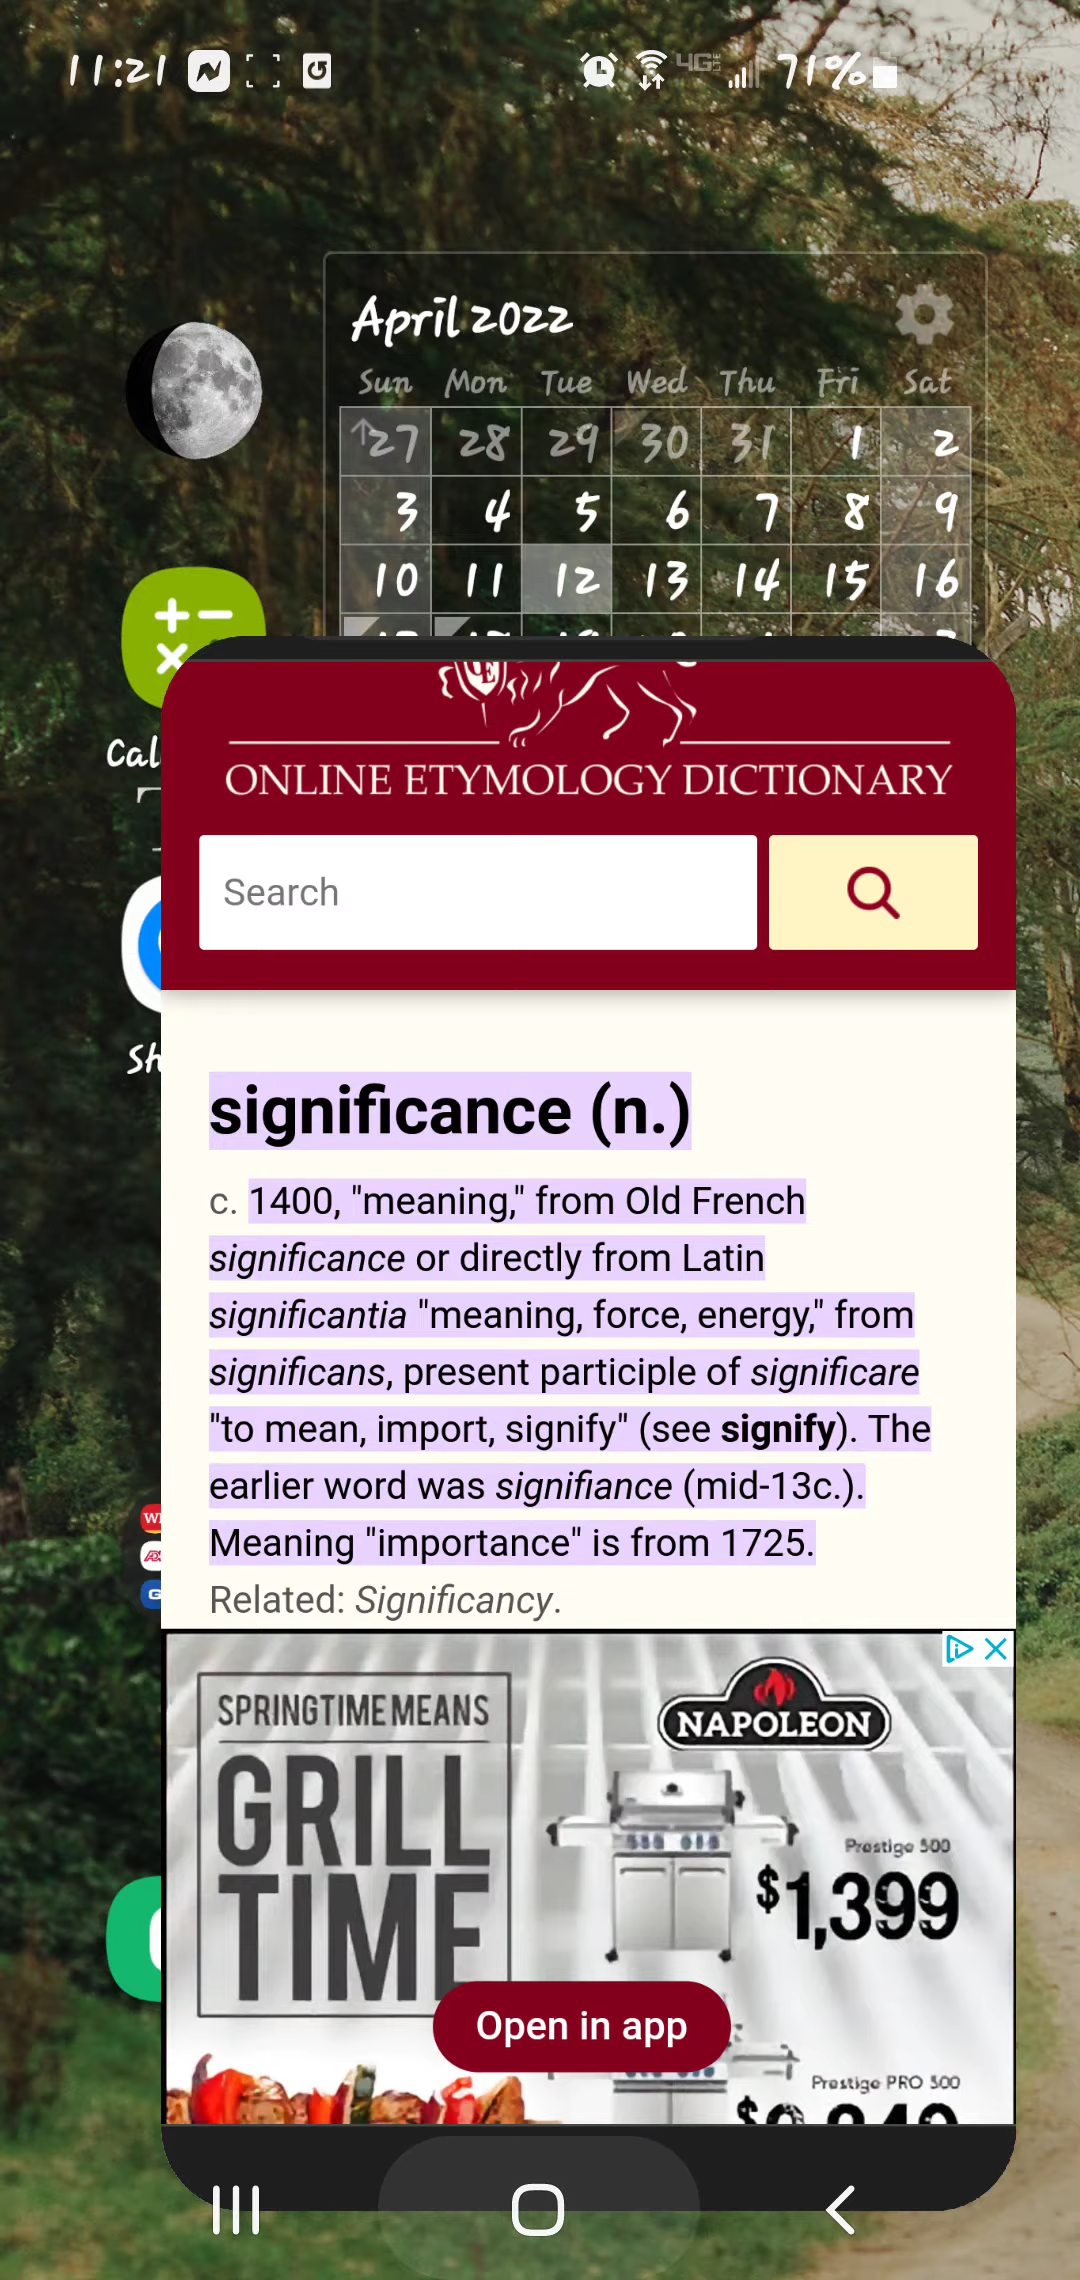 11:21 4G LTE 71%
April 2022
Sun Mon Tue Wed Thu Fri Sat
27 28 29 30 31 1 2
3 4 5 6 7 8 9
10 11 12 13 14 15 16
Cal
Sh
ONLINE ETYMOLOGY DICTIONARY
Search
significance (n.)
c. 1400, "meaning," from Old French
significance or directly from Latin
significantia "meaning, force, energy," from
significans, present participle of significare
"to mean, import, signify" (see signify). The
earlier word was signifiance (mid-13c.).
Meaning "importance" is from 1725.
Related: Significancy.
SPRINGTIME MEANS
GRILL
TIME
NAPOLEON
Prestige 500
$1,399
Open in app
Prestige PRO 500